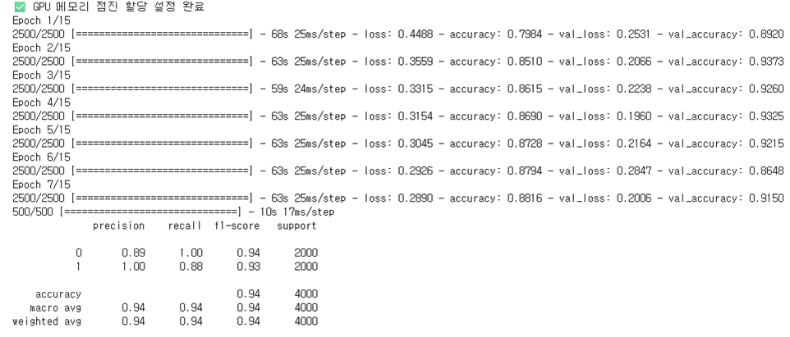 ✅ GPU 메모리 점진 할당 설정 완료
Epoch 1/15
2500/2500 [==============================] - 68s 25ms/step - loss: 0.4488 - accuracy: 0.7984 - val_loss: 0.2531 - val_accuracy: 0.8920
Epoch 2/15
2500/2500 [==============================] - 63s 25ms/step - loss: 0.3559 - accuracy: 0.8510 - val_loss: 0.2066 - val_accuracy: 0.9373
Epoch 3/15
2500/2500 [==============================] - 59s 24ms/step - loss: 0.3315 - accuracy: 0.8615 - val_loss: 0.2238 - val_accuracy: 0.9260
Epoch 4/15
2500/2500 [==============================] - 63s 25ms/step - loss: 0.3154 - accuracy: 0.8690 - val_loss: 0.1960 - val_accuracy: 0.9325
Epoch 5/15
2500/2500 [==============================] - 63s 25ms/step - loss: 0.3045 - accuracy: 0.8728 - val_loss: 0.2164 - val_accuracy: 0.9215
Epoch 6/15
2500/2500 [==============================] - 63s 25ms/step - loss: 0.2926 - accuracy: 0.8794 - val_loss: 0.2847 - val_accuracy: 0.8648
Epoch 7/15
2500/2500 [==============================] - 63s 25ms/step - loss: 0.2890 - accuracy: 0.8816 - val_loss: 0.2006 - val_accuracy: 0.9150
500/500 [==============================] - 10s 17ms/step
precision recall f1-score support
0 0.89 1.00 0.94 2000
1 1.00 0.88 0.93 2000
accuracy 0.94 4000
macro avg 0.94 0.94 0.94 4000
weighted avg 0.94 0.94 0.94 4000